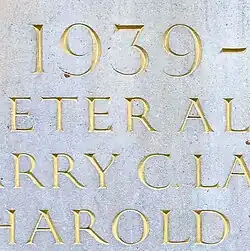 1939-
ETER AL
ARRY C. LA
HAROLD